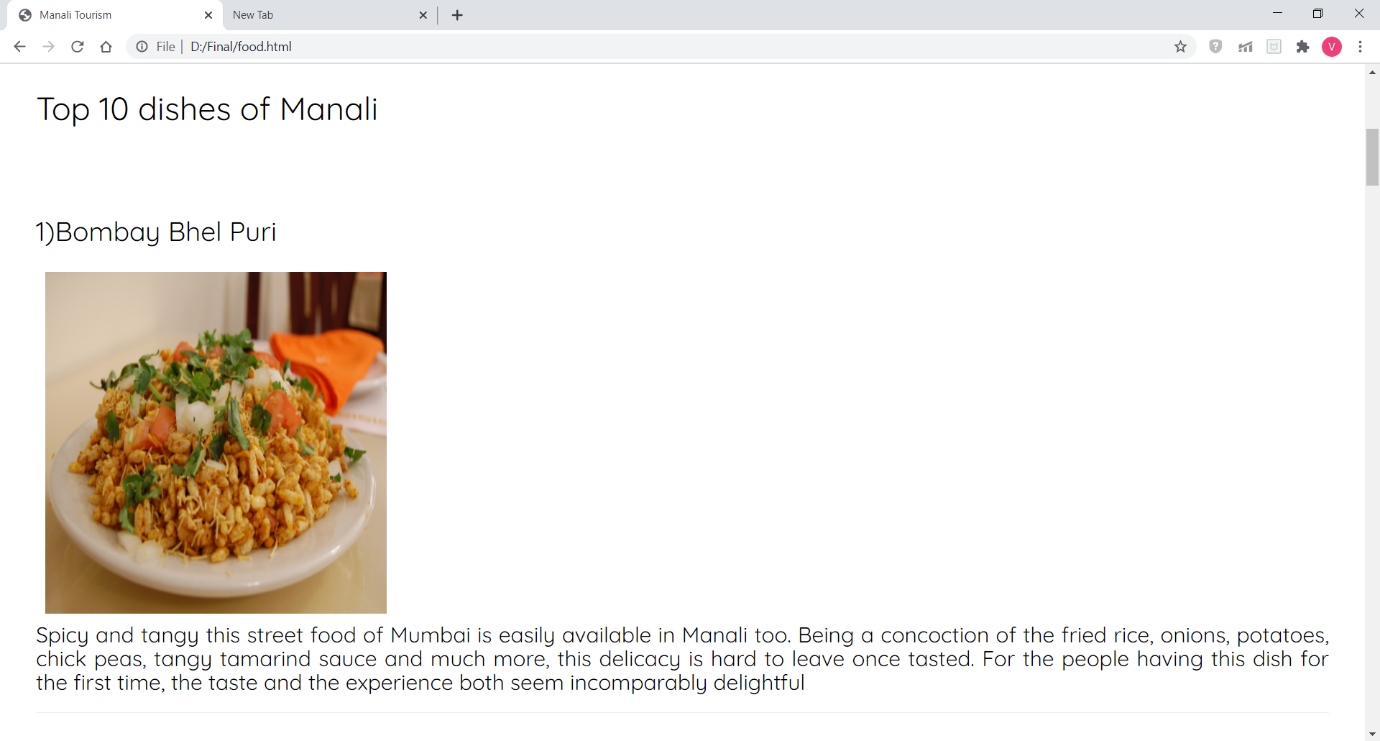 Manali Tourism
New Tab
File | D:/Final/food.html
V
Top 10 dishes of Manali
1)Bombay Bhel Puri
Spicy and tangy this street food of Mumbai is easily available in Manali too. Being a concoction of the fried rice, onions, potatoes,
chick peas, tangy tamarind sauce and much more, this delicacy is hard to leave once tasted. For the people having this dish for
the first time, the taste and the experience both seem incomparably delightful